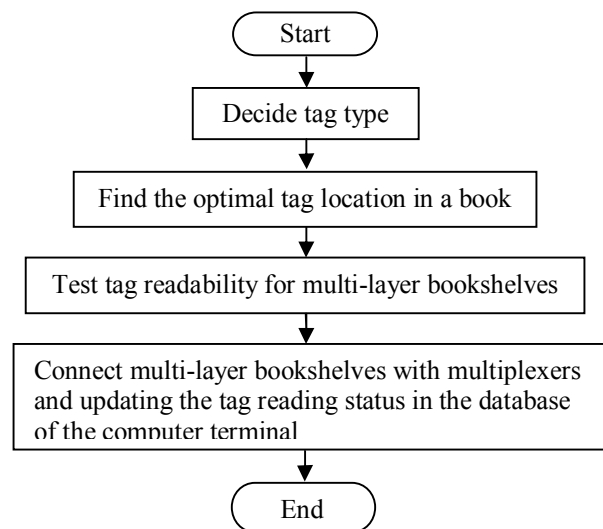 Start
Decide tag type
Find the optimal tag location in a book
Test tag readability for multi-layer bookshelves
Connect multi-layer bookshelves with multiplexers
and updating the tag reading status in the database
of the computer terminal
End